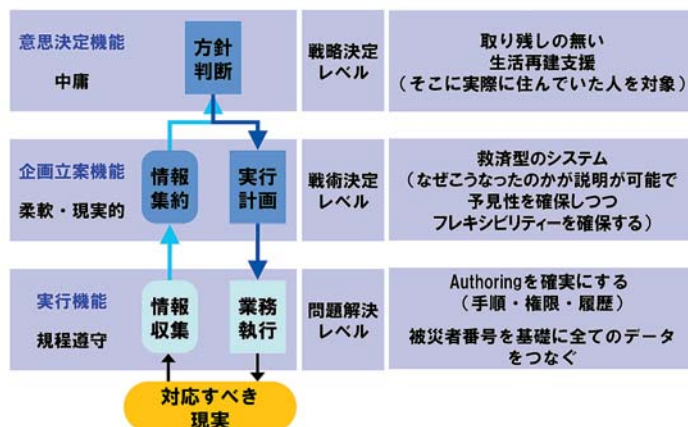 意思決定機能
中庸
方針
判断
戦略決定
レベル
取り残しの無い
生活再建支援
(そこに実際に住んでいた人を対象)
企画立案機能
柔軟・現実的
情報
集約
実行
計画
戦術決定
レベル
救済型のシステム
(なぜこうなったのかが説明が可能で
予見性を確保しつつ
フレキシビリティーを確保する)
実行機能
規程遵守
情報
収集
業務
執行
問題解決
レベル
Authoringを確実にする
(手順・権限・履歴)
被災者番号を基礎に全てのデータ
をつなぐ
対応すべき
現実